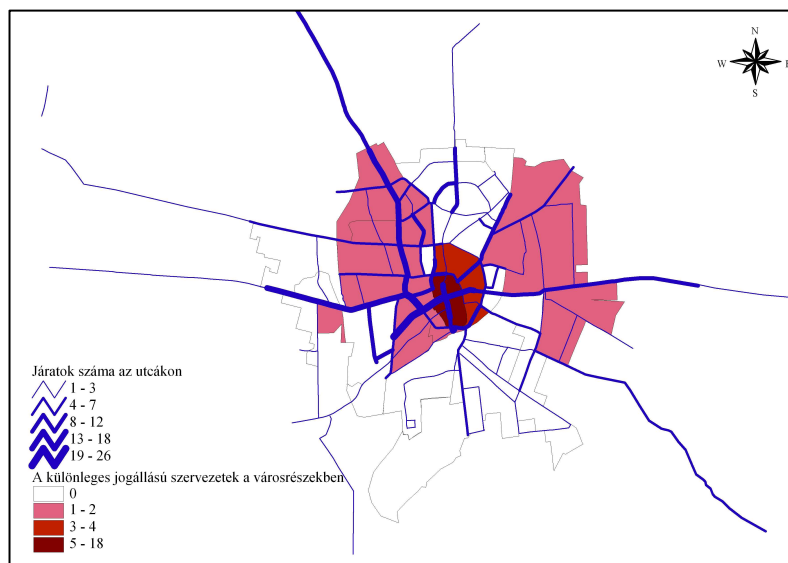 N
W
E
S
Járatok száma az utcákon
1 - 3
4 - 7
8 - 12
13 - 18
19 - 26
A különleges jogállású szervezetek a városrészekben
0
1 - 2
3 - 4
5 - 18